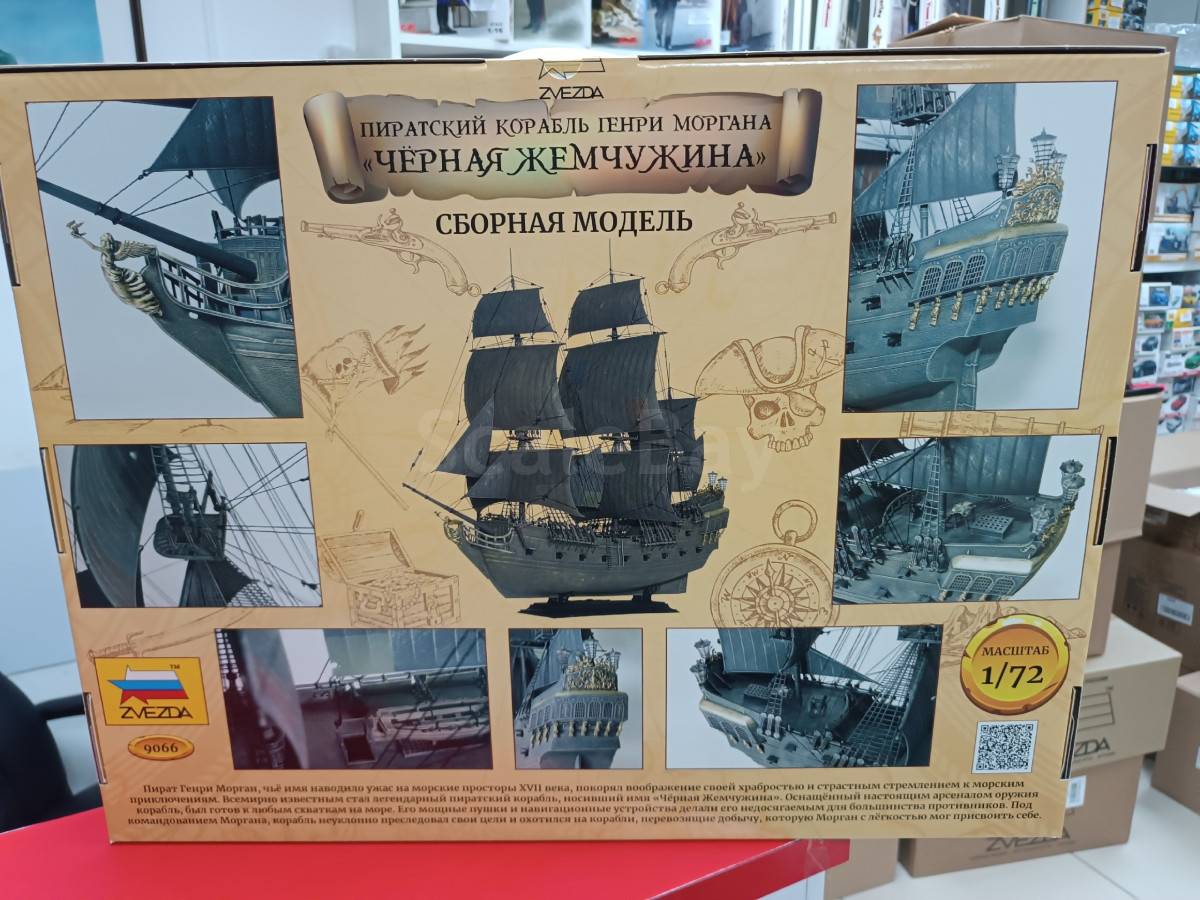 ZVEZDA
ПИРАТСКИЙ КОРАБЛЬ ГЕНРИ МОРГАНА
«ЧЁРНАЯ ЖЕМЧУЖИНА»
СБОРНАЯ МОДЕЛЬ
ScaleBay
МАСШТАБ
1/72
™
ZVEZDA
9066
Пират Генри Морган, чьё имя наводило ужас на морские просторы XVII века, покорял воображение своей храбростью и страстным стремлением к морским
приключениям. Всемирно известным стал легендарный пиратский корабль, носивший имя «Чёрная Жемчужина». Оснащённый настоящим арсеналом оружия
корабль, был готов к любым схваткам на море. Его мощные пушки и навигационные устройства делали его недосягаемым для большинства противников. Под
командованием Моргана, корабль неуклонно преследовал свои цели и охотился на корабли, перевозящие добычу, которую Морган с лёгкостью мог присвоить себе.
ZDA
ZVEZDA